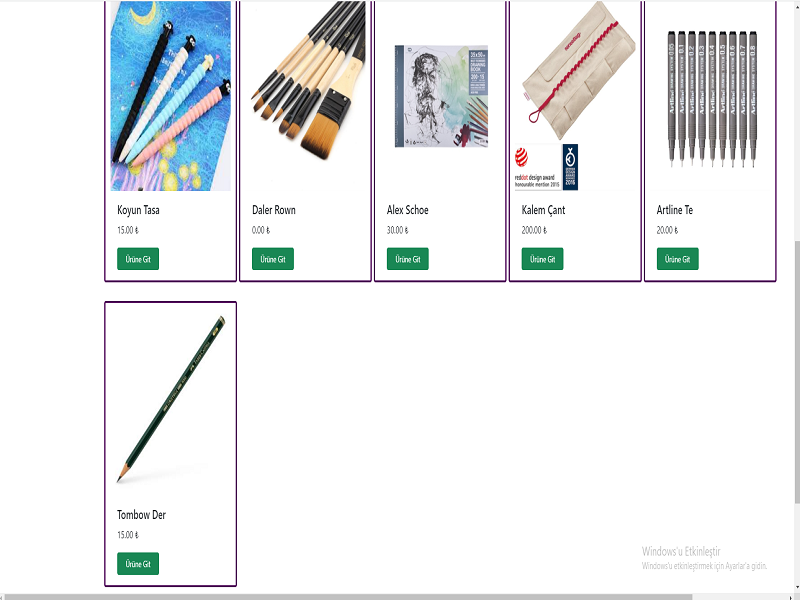 reddot design award
honourable mention 2015
Koyun Tasa
15.00 ₺
Ürüne Git
Daler Rown
0.00 ₺
Ürüne Git
Alex Schoe
30.00 ₺
Ürüne Git
Kalem Çant
200.00 ₺
Ürüne Git
Artline Te
20.00 ₺
Ürüne Git
Tombow Der
15.00 ₺
Ürüne Git
Windows'u Etkinleştir
Windows'u etkinleştirmek için Ayarlar'a gidin.